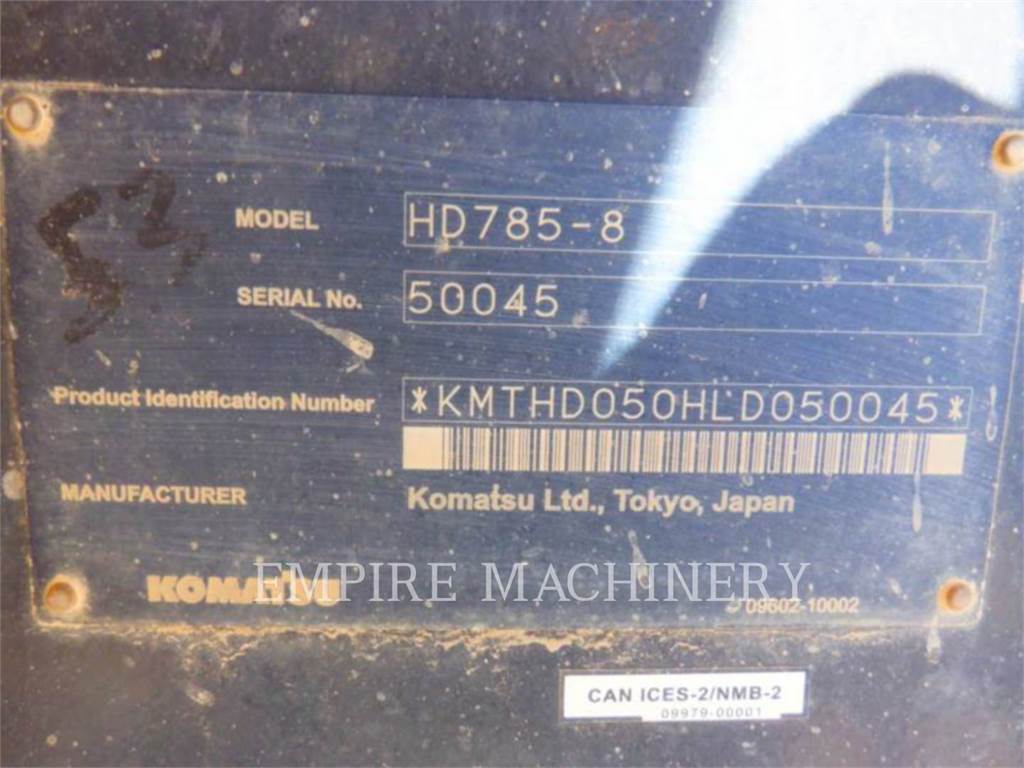 53
MODEL HD785-8
SERIAL No. 50045
Product Identification Number *KMTHD050HLD050045*
MANUFACTURER Komatsu Ltd., Tokyo, Japan
KOMATSU
EMPIRE MACHINERY
09602-10002
CAN ICES-2/NMB-2
09979-00001